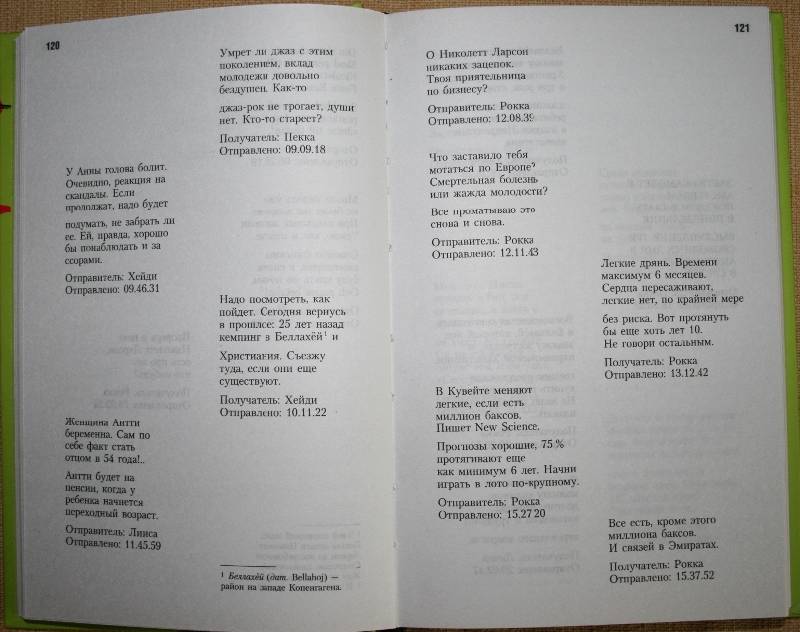 120
Умрет ли джаз с этим
поколением, вклад
молодежи довольно
бездушен. Как-то
джаз-рок не трогает, души
нет. Кто-то стареет?
Получатель: Пекка
Отправлено: 09.09.18
У Анны голова болит.
Очевидно, реакция на
скандалы. Если
продолжат, надо будет
подумать, не забрать ли
ее. Ей, правда, хорошо
бы понаблюдать и за
ссорами.
Отправитель: Хейди
Отправлено: 09.46.31
Надо посмотреть, как
пойдет. Сегодня вернусь
в прошлсе: 25 лет назад
кемпинг в Беллахёй¹ и
Христиания. Съезжу
туда, если они еще
существуют.
Получатель: Хейди
Отправлено: 10.11.22
Женщина Антти
беременна. Сам по
себе факт стать
отцом в 54 года!..
Антти будет на
пенсии, когда у
ребенка начнется
переходный возраст.
Отправитель: Лииса
Отправлено: 11.45.59
¹ Беллахёй (дат. Bellahoj) —
район на западе Копенгагена.
121
О Николетт Ларсон
никаких зацепок.
Твоя приятельница
по бизнесу?
Отправитель: Рокка
Отправлено: 12.08.39
Что заставило тебя
мотаться по Европе?
Смертельная болезнь
или жажда молодости?
Все проматываю это
снова и снова.
Отправитель: Рокка
Отправлено: 12.11.43
Легкие дрянь. Времени
максимум 6 месяцев.
Сердца пересаживают,
легкие нет, по крайней мере
без риска. Вот протянуть
бы еще хоть лет 10.
Не говори остальным.
Получатель: Рокка
Отправлено: 13.12.42
В Кувейте меняют
легкие, если есть
миллион баксов.
Пишет New Science.
Прогнозы хорошие, 75 %
протягивают еще
как минимум 6 лет. Начни
играть в лото по-крупному.
Отправитель: Рокка
Отправлено: 15.27 20
Все есть, кроме этого
миллиона баксов.
И связей в Эмиратах.
Получатель: Рокка
Отправлено: 15.37.52